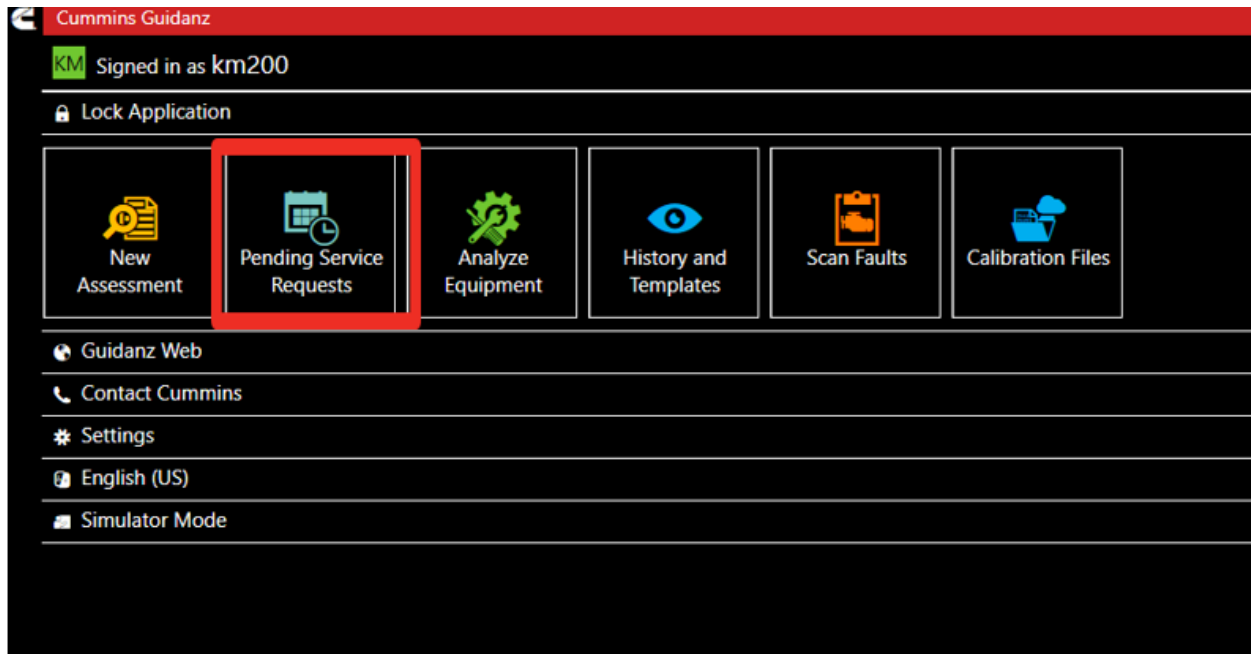 Cummins Guidanz
KM Signed in as km200
Lock Application
New
Assessment
Pending Service
Requests
Analyze
Equipment
History and
Templates
Scan Faults
Calibration Files
Guidanz Web
Contact Cummins
Settings
English (US)
Simulator Mode